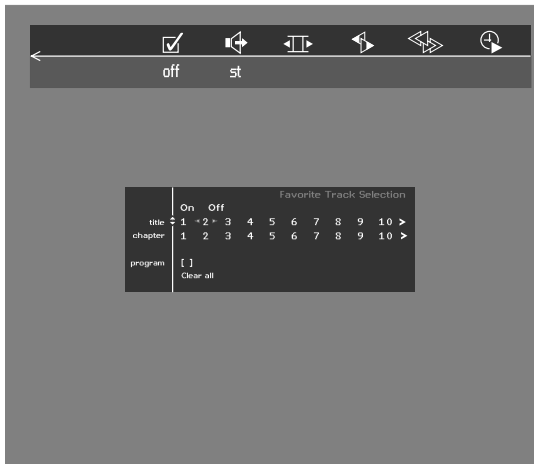 off st
Favorite Track Selection
On Off
title 1 2 3 4 5 6 7 8 9 10 >
chapter 1 2 3 4 5 6 7 8 9 10 >
program [ ]
Clear all